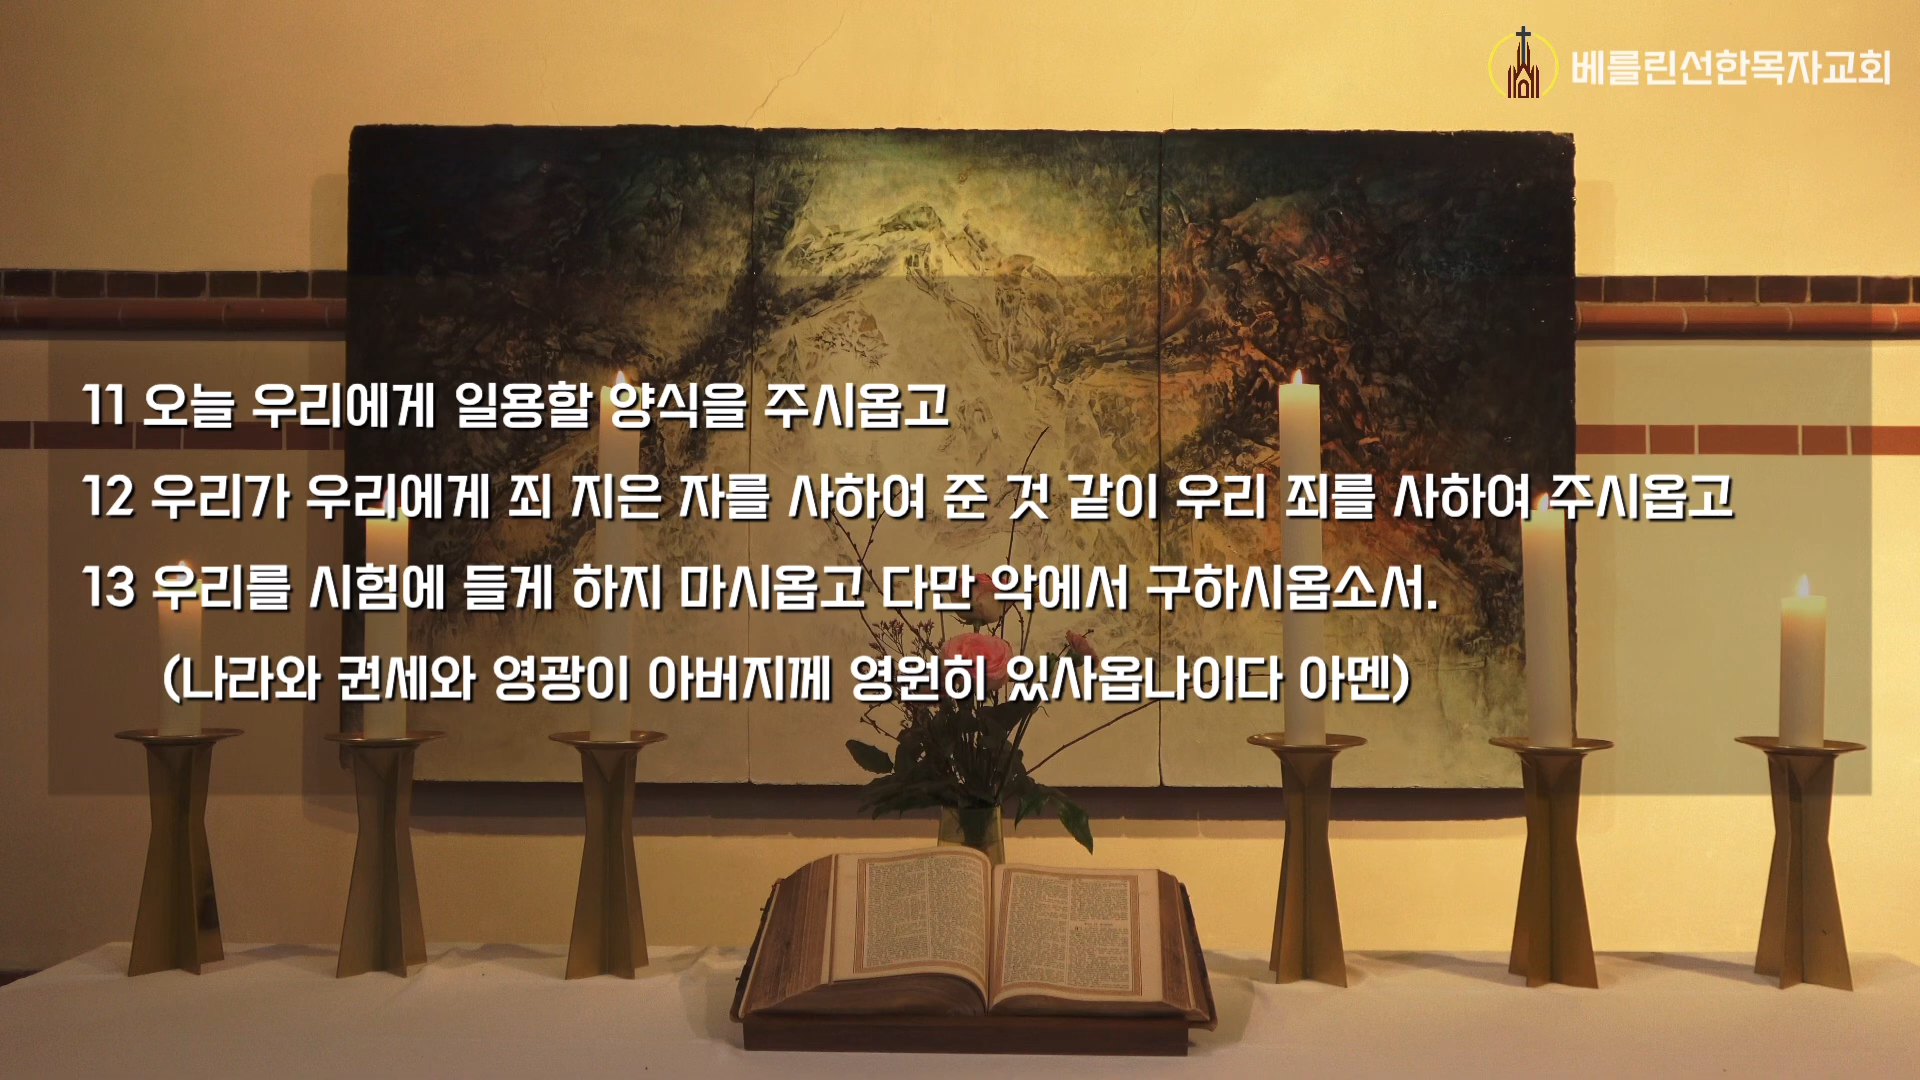 베를린선한목자교회
11 오늘 우리에게 일용할 양식을 주시옵고
12 우리가 우리에게 죄 지은 자를 사하여 준 것 같이 우리 죄를 사하여 주시옵고
13 우리를 시험에 들게 하지 마시옵고 다만 악에서 구하시옵소서.
(나라와 권세와 영광이 아버지께 영원히 있사옵나이다 아멘)